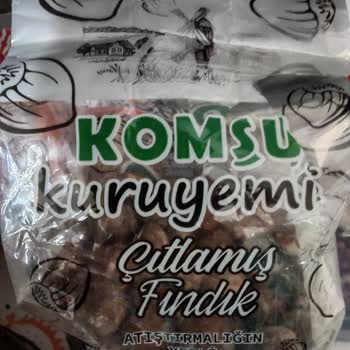 KOMŞU
kuruyemi
Çıtlamış
Fındık
ATIŞTIRMALIĞIN